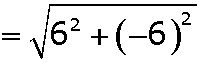 = √(6² + (−6)²)